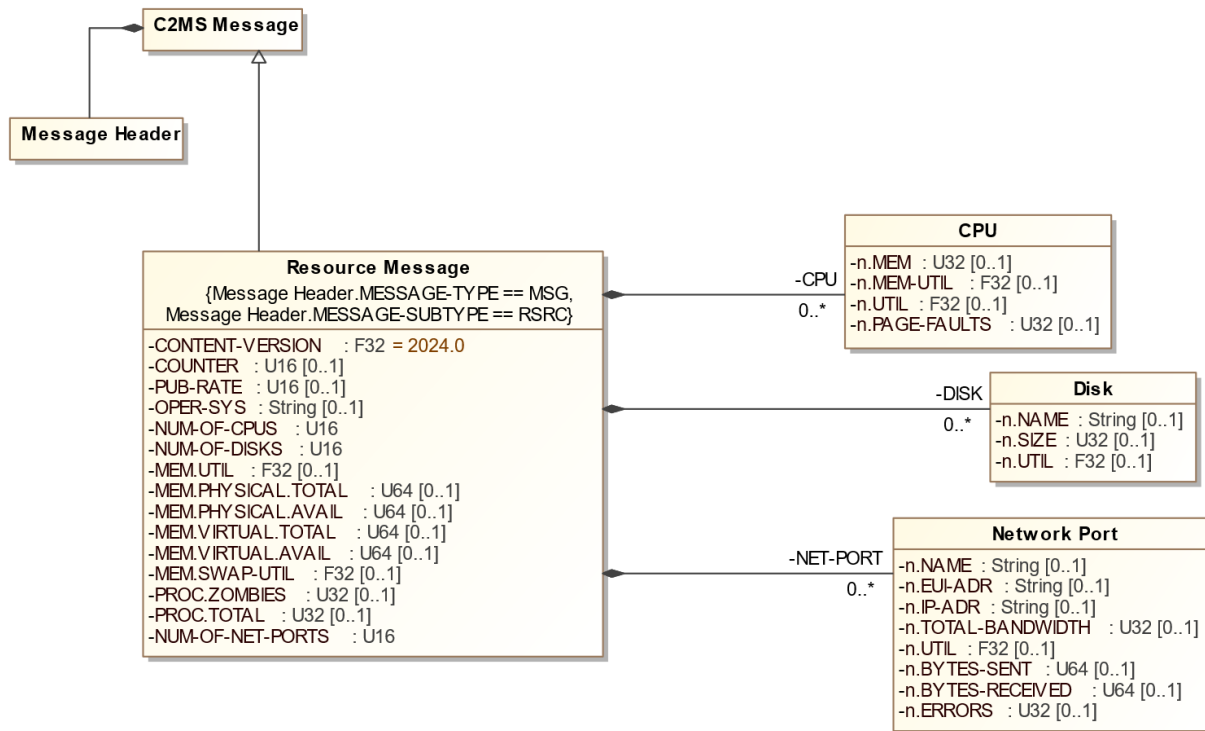 C2MS Message
Message Header
Resource Message
{Message Header.MESSAGE-TYPE == MSG,
Message Header.MESSAGE-SUBTYPE == RSRC}
-CONTENT-VERSION : F32 = 2024.0
-COUNTER : U16 [0..1]
-PUB-RATE : U16 [0..1]
-OPER-SYS : String [0..1]
-NUM-OF-CPUS : U16
-NUM-OF-DISKS : U16
-MEM.UTIL : F32 [0..1]
-MEM.PHYSICAL.TOTAL : U64 [0..1]
-MEM.PHYSICAL.AVAIL : U64 [0..1]
-MEM.VIRTUAL.TOTAL : U64 [0..1]
-MEM.VIRTUAL.AVAIL : U64 [0..1]
-MEM.SWAP-UTIL : F32 [0..1]
-PROC.ZOMBIES : U32 [0..1]
-PROC.TOTAL : U32 [0..1]
-NUM-OF-NET-PORTS : U16
-CPU
0..*
CPU
-n.MEM : U32 [0..1]
-n.MEM-UTIL : F32 [0..1]
-n.UTIL : F32 [0..1]
-n.PAGE-FAULTS : U32 [0..1]
-DISK
0..*
Disk
-n.NAME : String [0..1]
-n.SIZE : U32 [0..1]
-n.UTIL : F32 [0..1]
-NET-PORT
0..*
Network Port
-n.NAME : String [0..1]
-n.EUI-ADR : String [0..1]
-n.IP-ADR : String [0..1]
-n.TOTAL-BANDWIDTH : U32 [0..1]
-n.UTIL : F32 [0..1]
-n.BYTES-SENT : U64 [0..1]
-n.BYTES-RECEIVED : U64 [0..1]
-n.ERRORS : U32 [0..1]